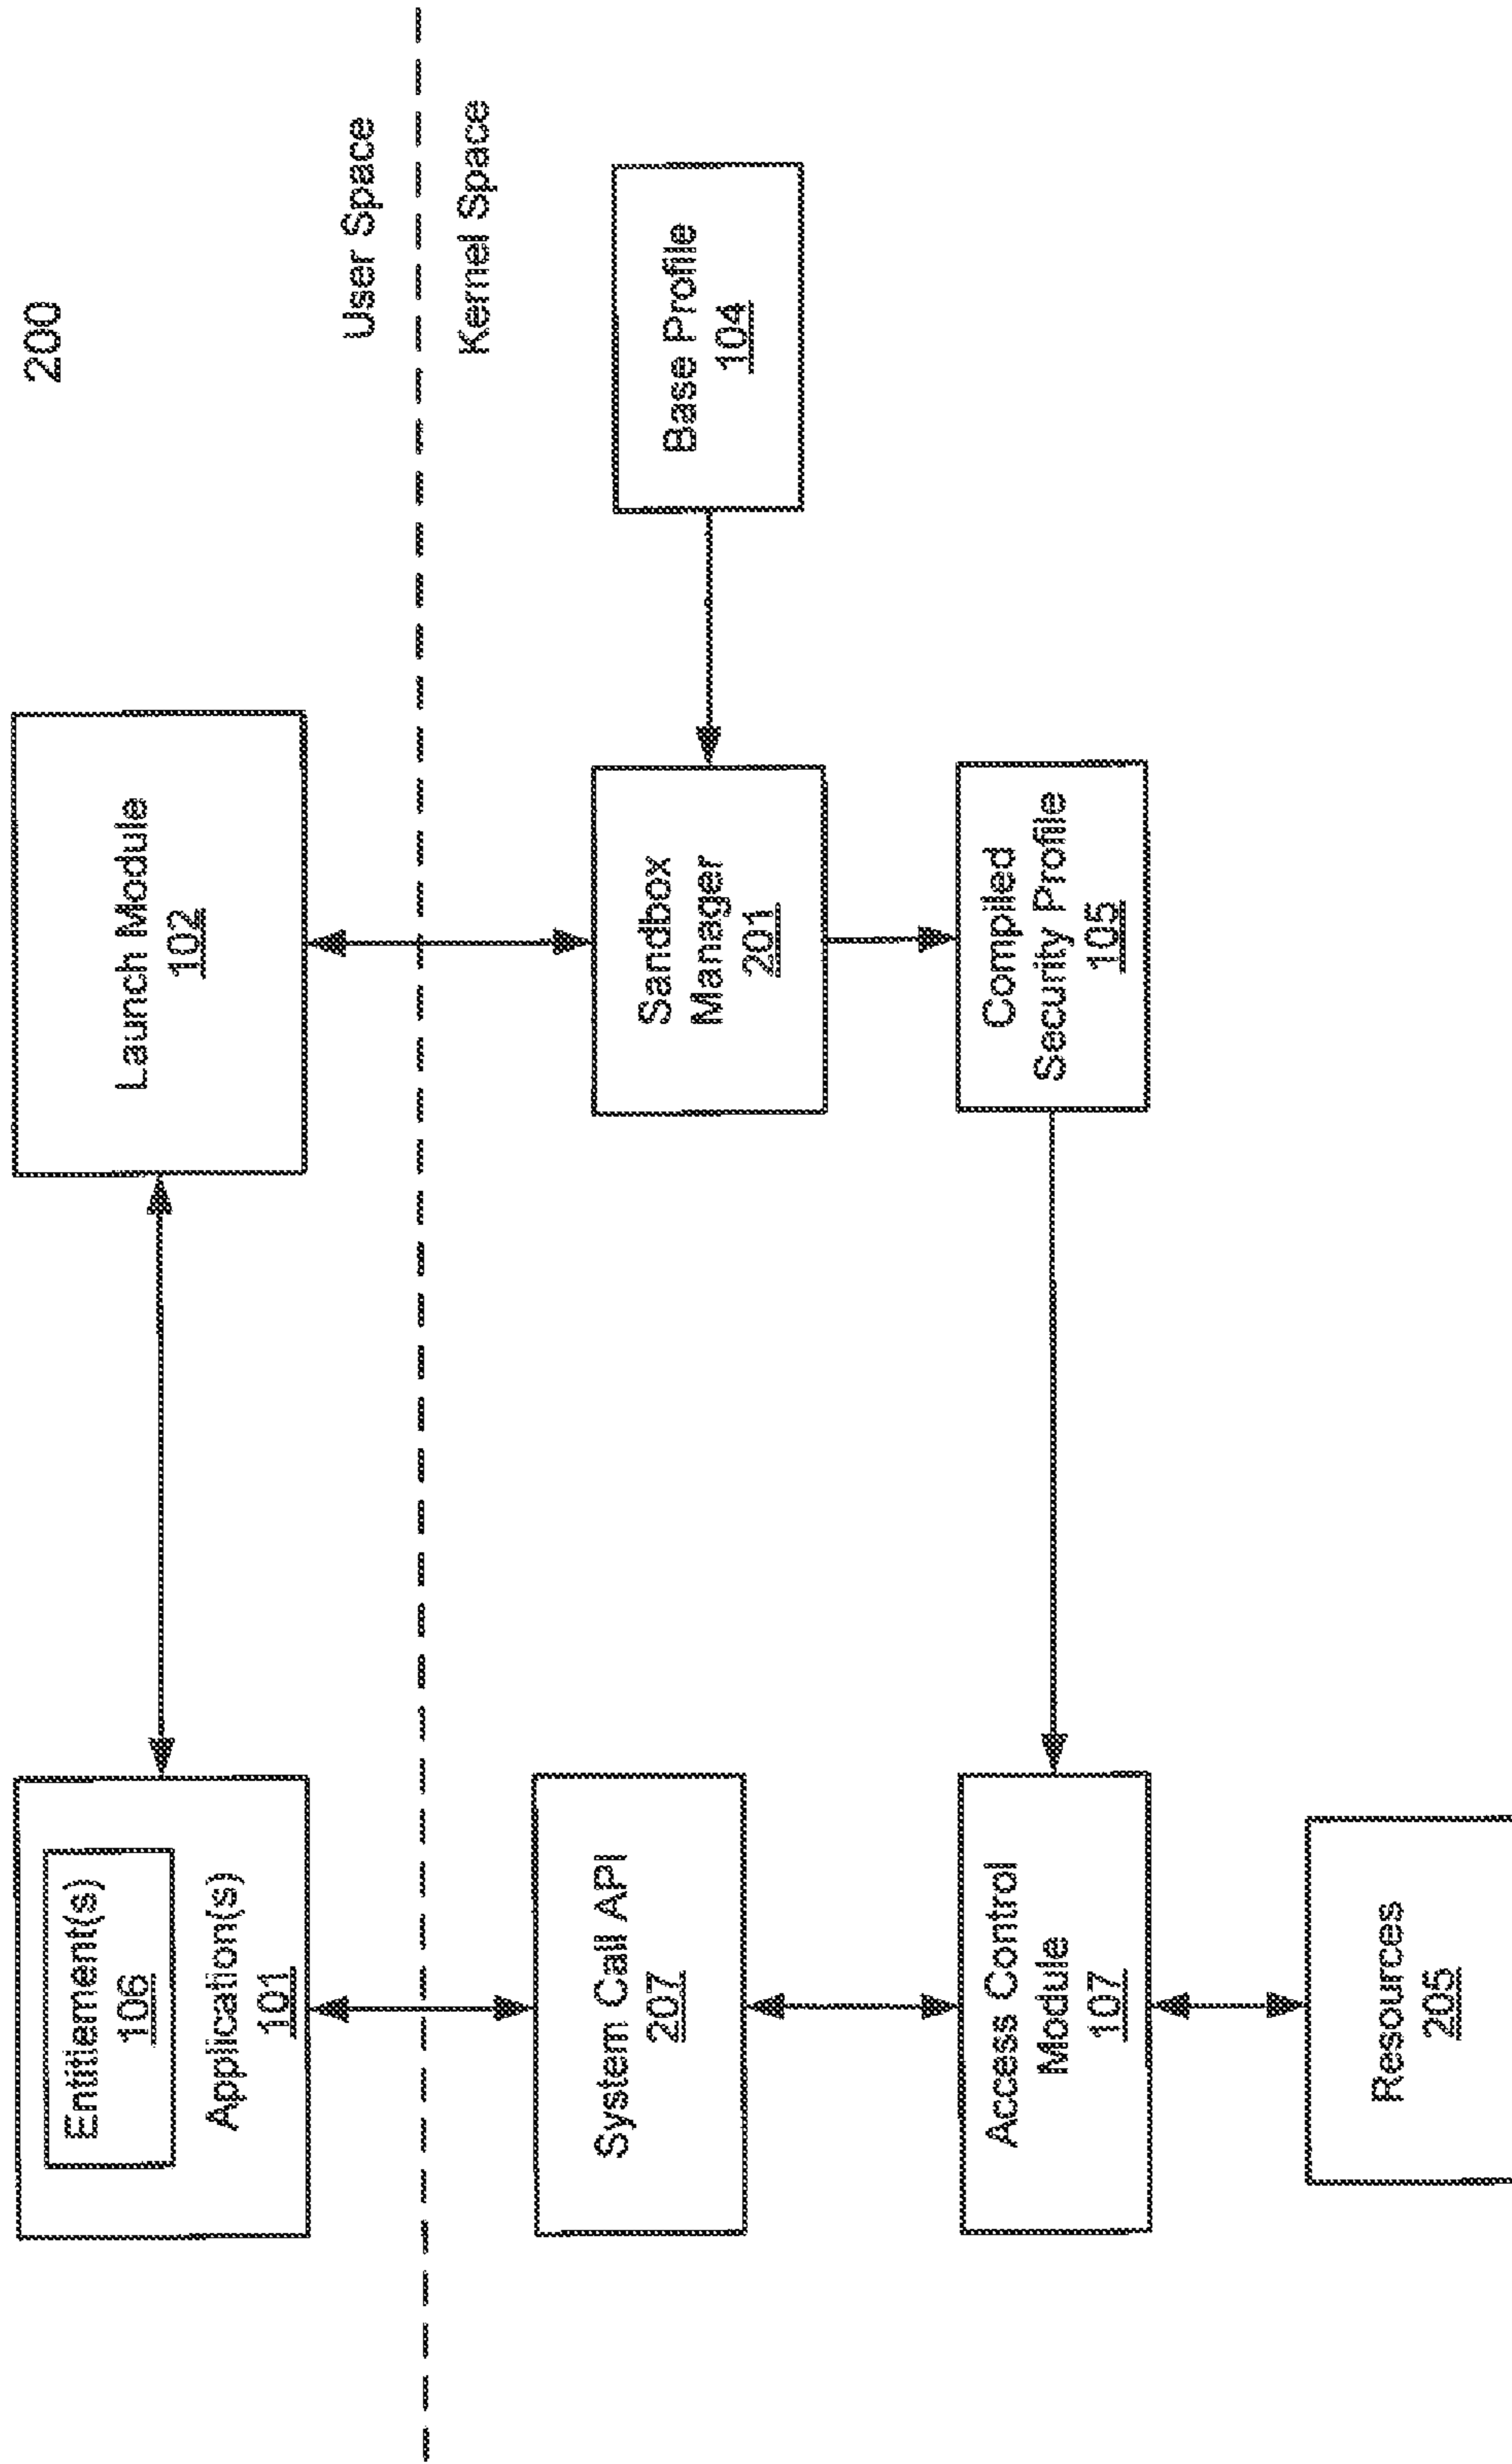 200
Entitlement(s)
106
Application(s)
101
Launch Module
102
User Space
Kernel Space
System Call API
207
Sandbox
Manager
201
Base Profile
104
Access Control
Module
107
Compiled
Security Profile
105
Resources
205